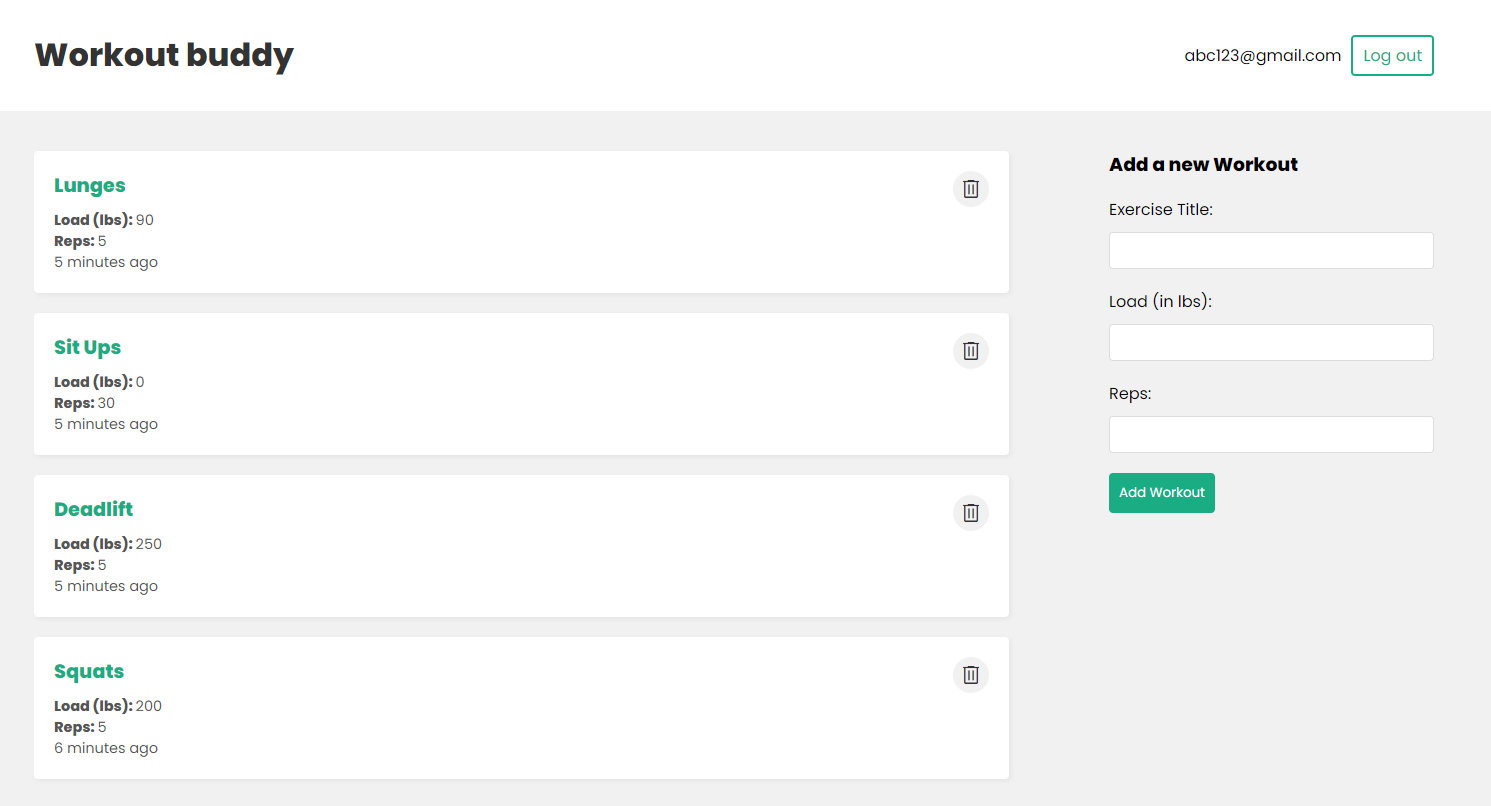 Workout buddy
abc123@gmail.com
Log out
Lunges
Load (lbs): 90
Reps: 5
5 minutes ago
Sit Ups
Load (lbs): 0
Reps: 30
5 minutes ago
Deadlift
Load (lbs): 250
Reps: 5
5 minutes ago
Squats
Load (lbs): 200
Reps: 5
6 minutes ago
Add a new Workout
Exercise Title:
Load (in lbs):
Reps:
Add Workout